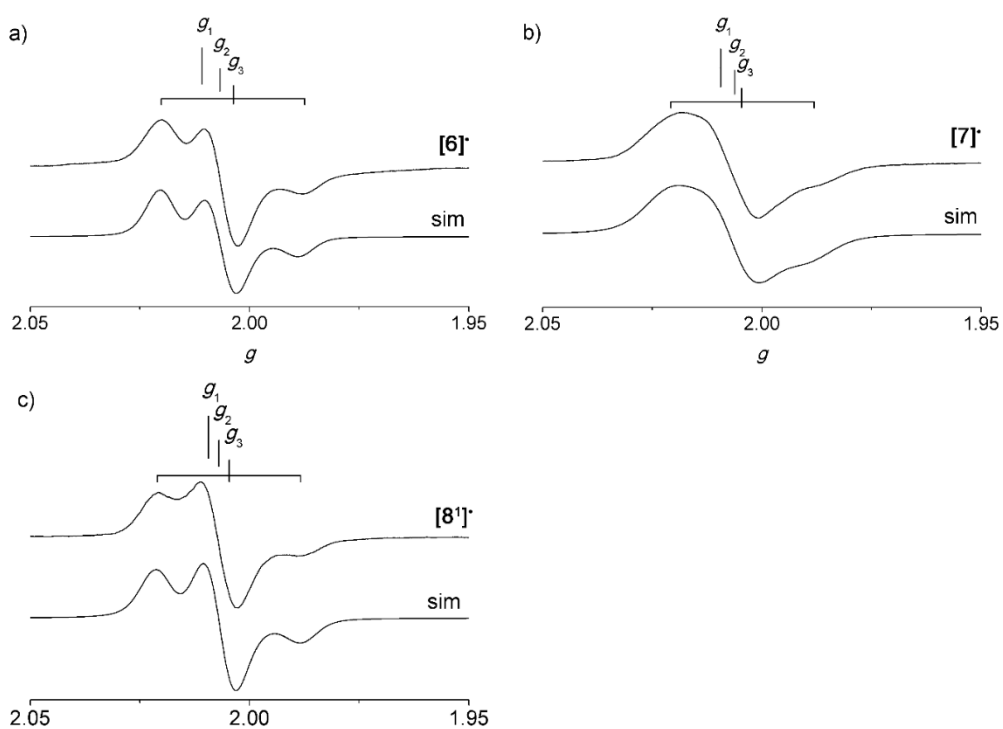 a)
g₁
g₂
g₃
[6]•
sim
2.05
2.00
1.95
g
b)
g₁
g₂
g₃
[7]•
sim
2.05
2.00
1.95
g
c)
g₁
g₂
g₃
[8¹]•
sim
2.05
2.00
1.95
g